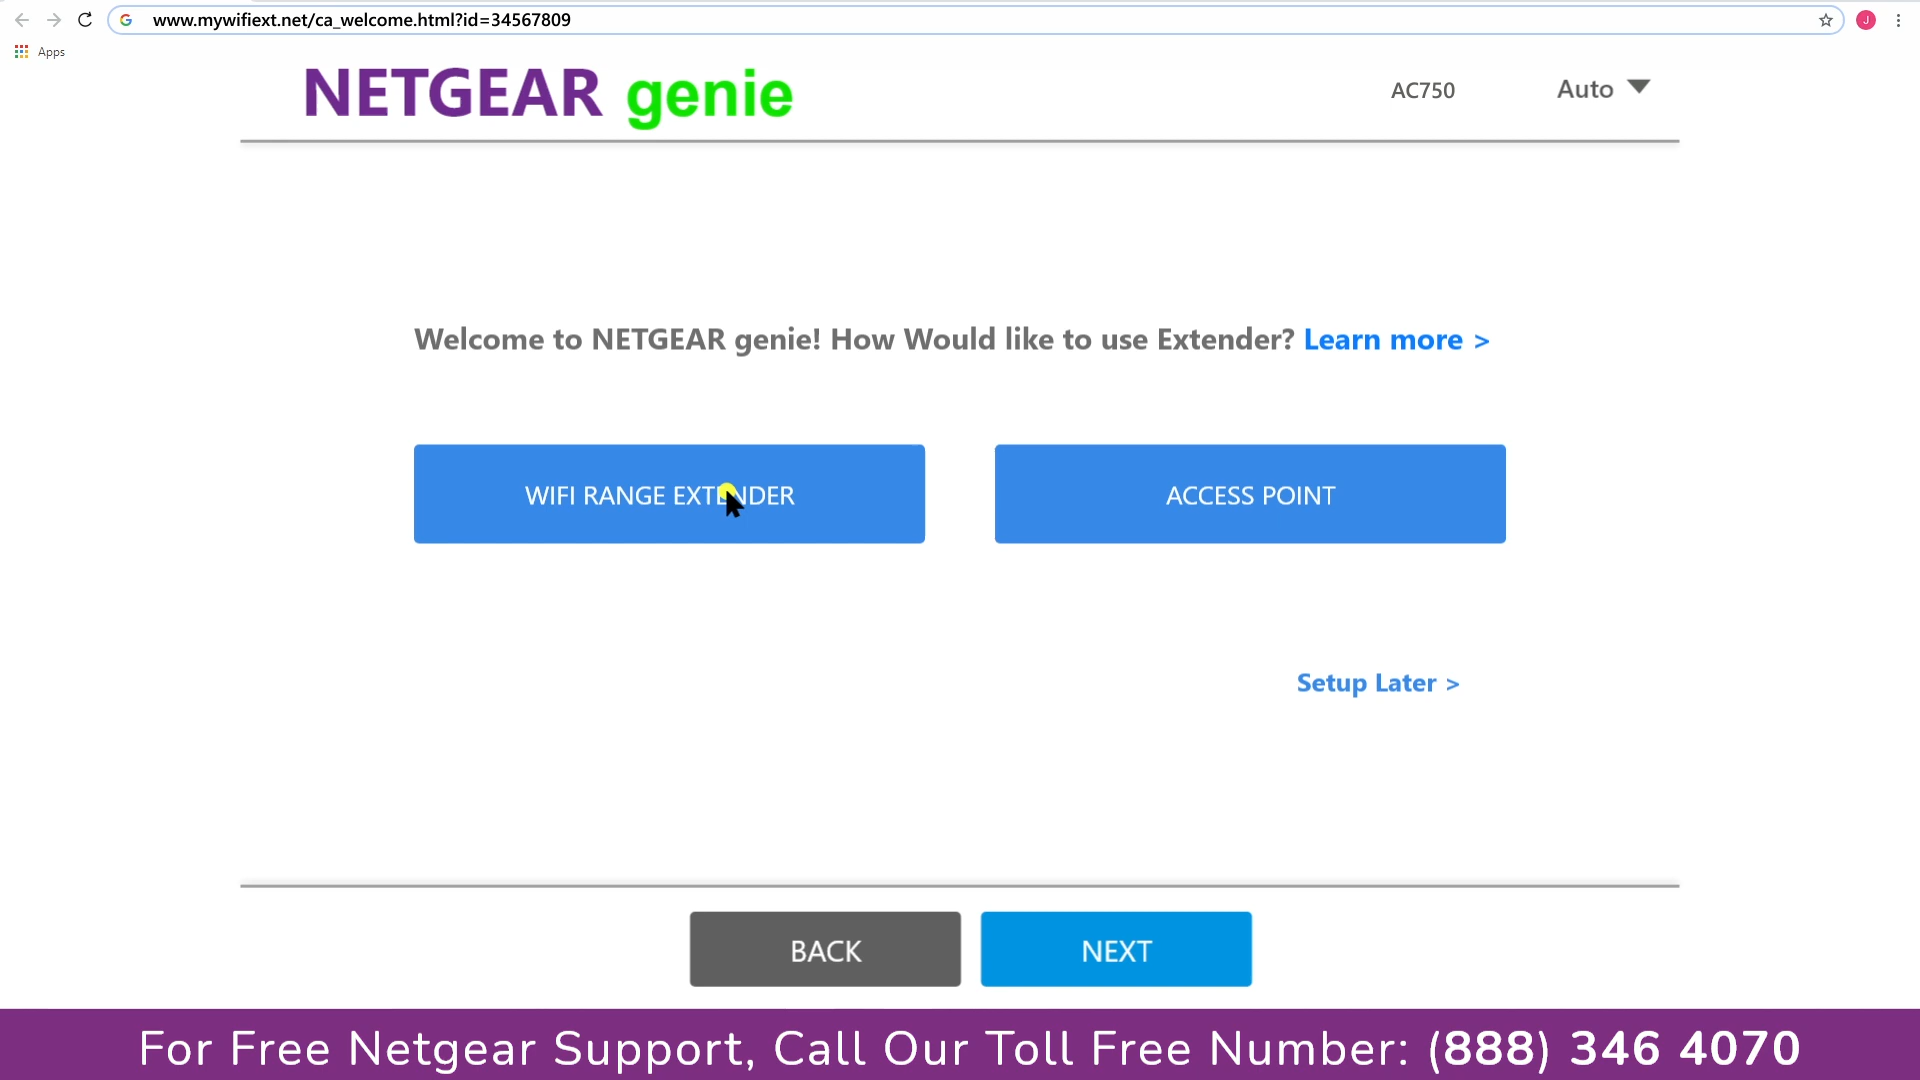 www.mywifiext.net/ca_welcome.html?id=34567809
J
Apps
NETGEAR genie
AC750
Auto
Welcome to NETGEAR genie! How Would like to use Extender? Learn more >
WIFI RANGE EXTENDER
ACCESS POINT
Setup Later >
BACK
NEXT
For Free Netgear Support, Call Our Toll Free Number: (888) 346 4070